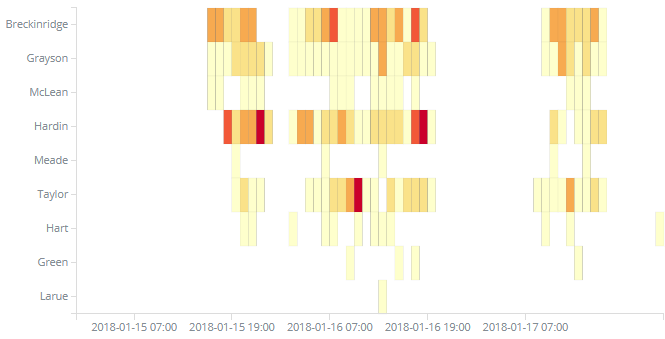 Breckinridge
Grayson
McLean
Hardin
Meade
Taylor
Hart
Green
Larue
2018-01-15 07:00 2018-01-15 19:00 2018-01-16 07:00 2018-01-16 19:00 2018-01-17 07:00